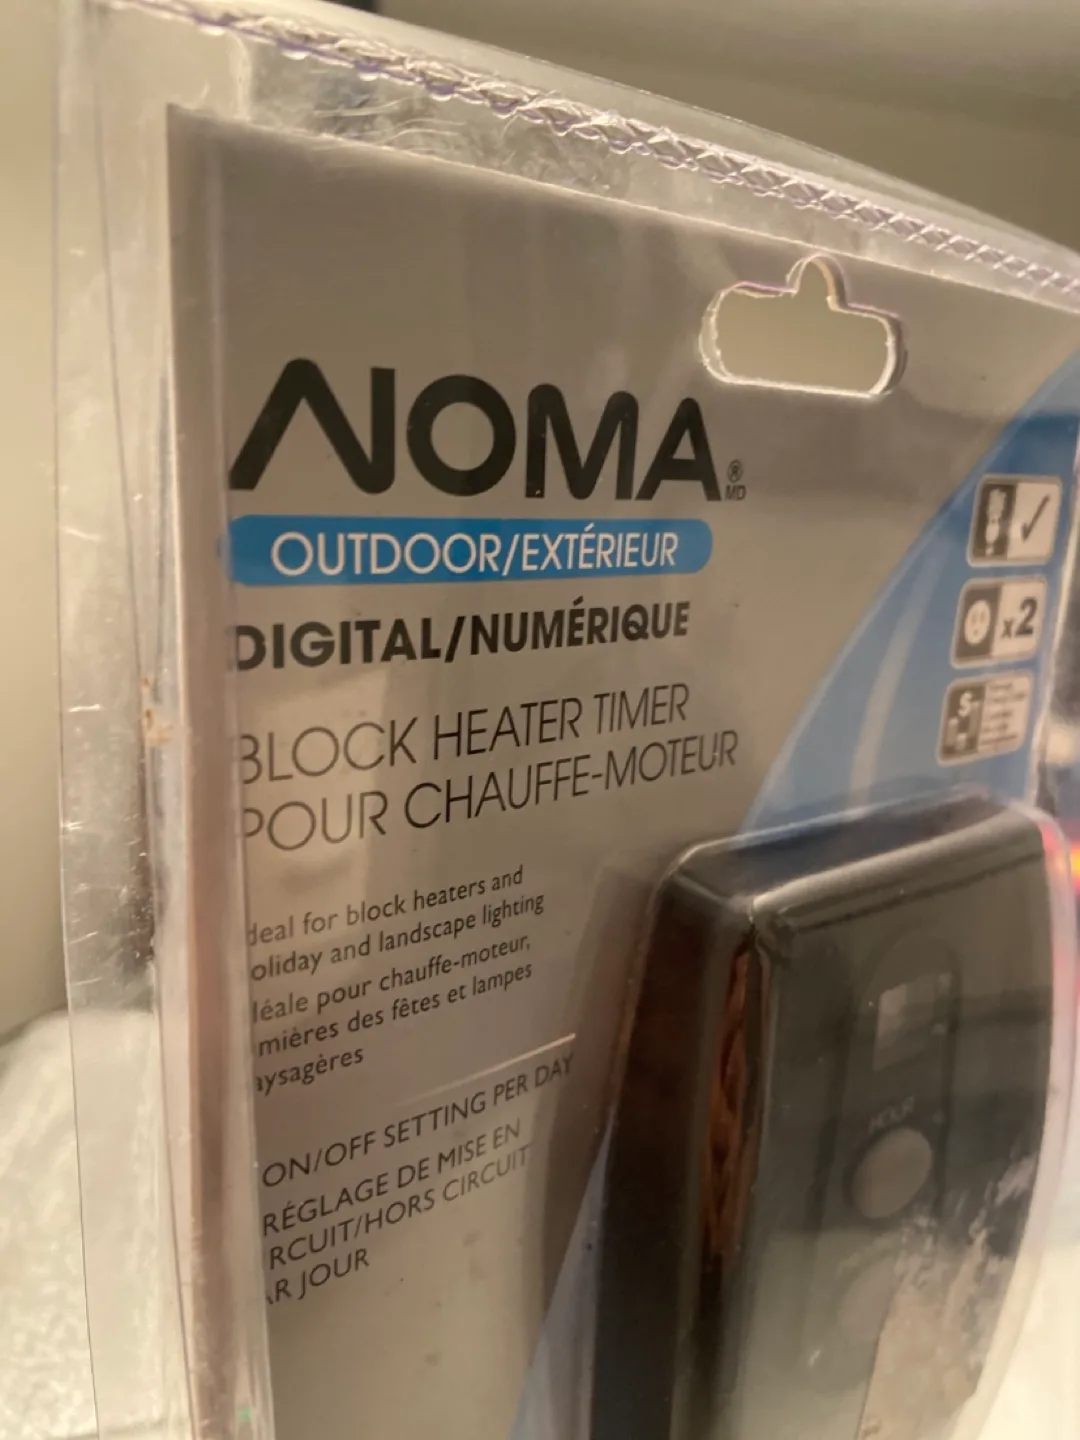 NOMA®
MD
OUTDOOR/EXTÉRIEUR
DIGITAL/NUMÉRIQUE
BLOCK HEATER TIMER
POUR CHAUFFE-MOTEUR
x2
deal for block heaters and
oliday and landscape lighting
déale pour chauffe-moteur,
mières des fêtes et lampes
aysagères
ON/OFF SETTING PER DAY
RÉGLAGE DE MISE EN
RCUIT/HORS CIRCUIT
AR JOUR
HOUR